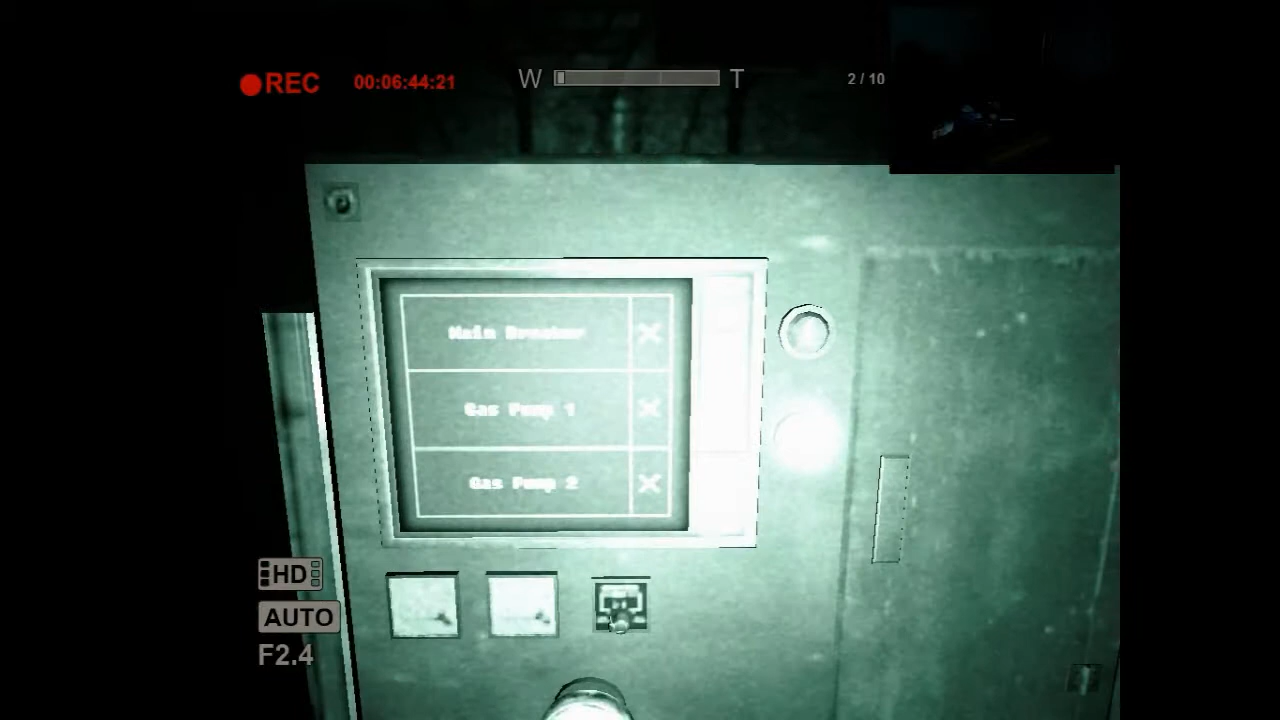 REC 00:06:44:21 W T 2 / 10
Main Breaker X
Gas Pump 1 X
Gas Pump 2 X
HD
AUTO
F2.4